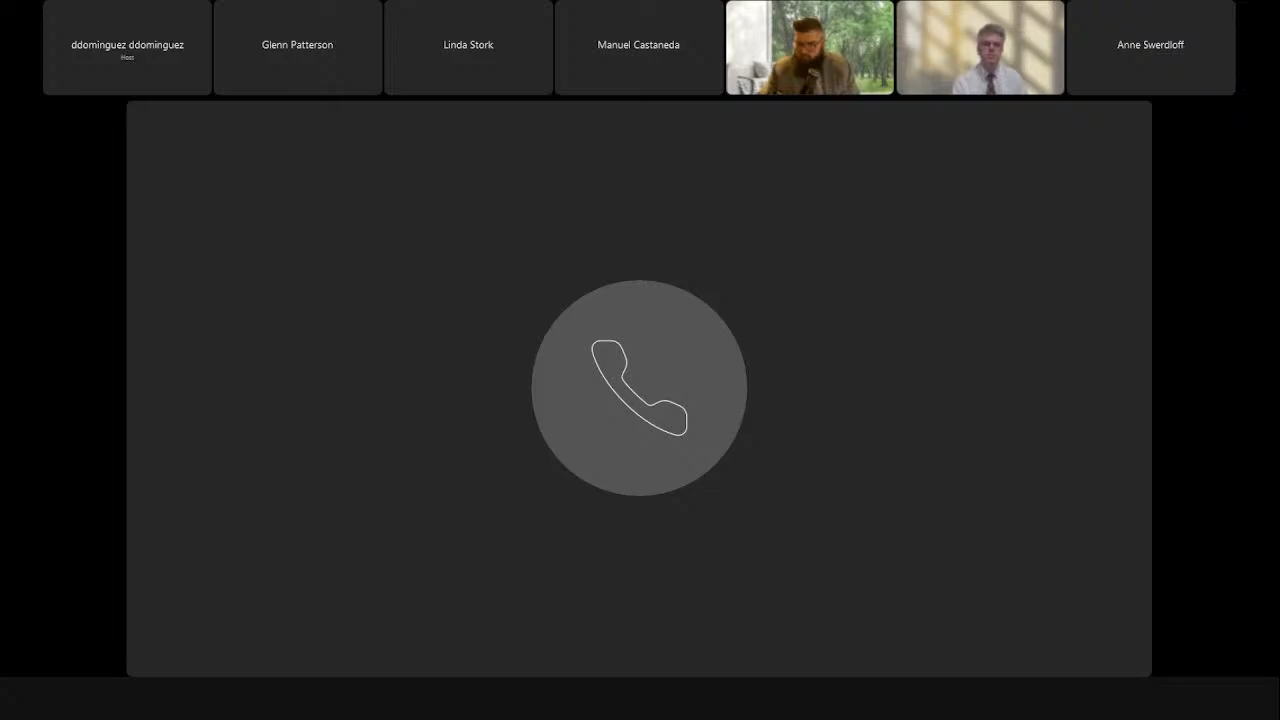 ddominguez ddominguez
Host
Glenn Patterson
Linda Stork
Manuel Castaneda
Anne Swerdloff